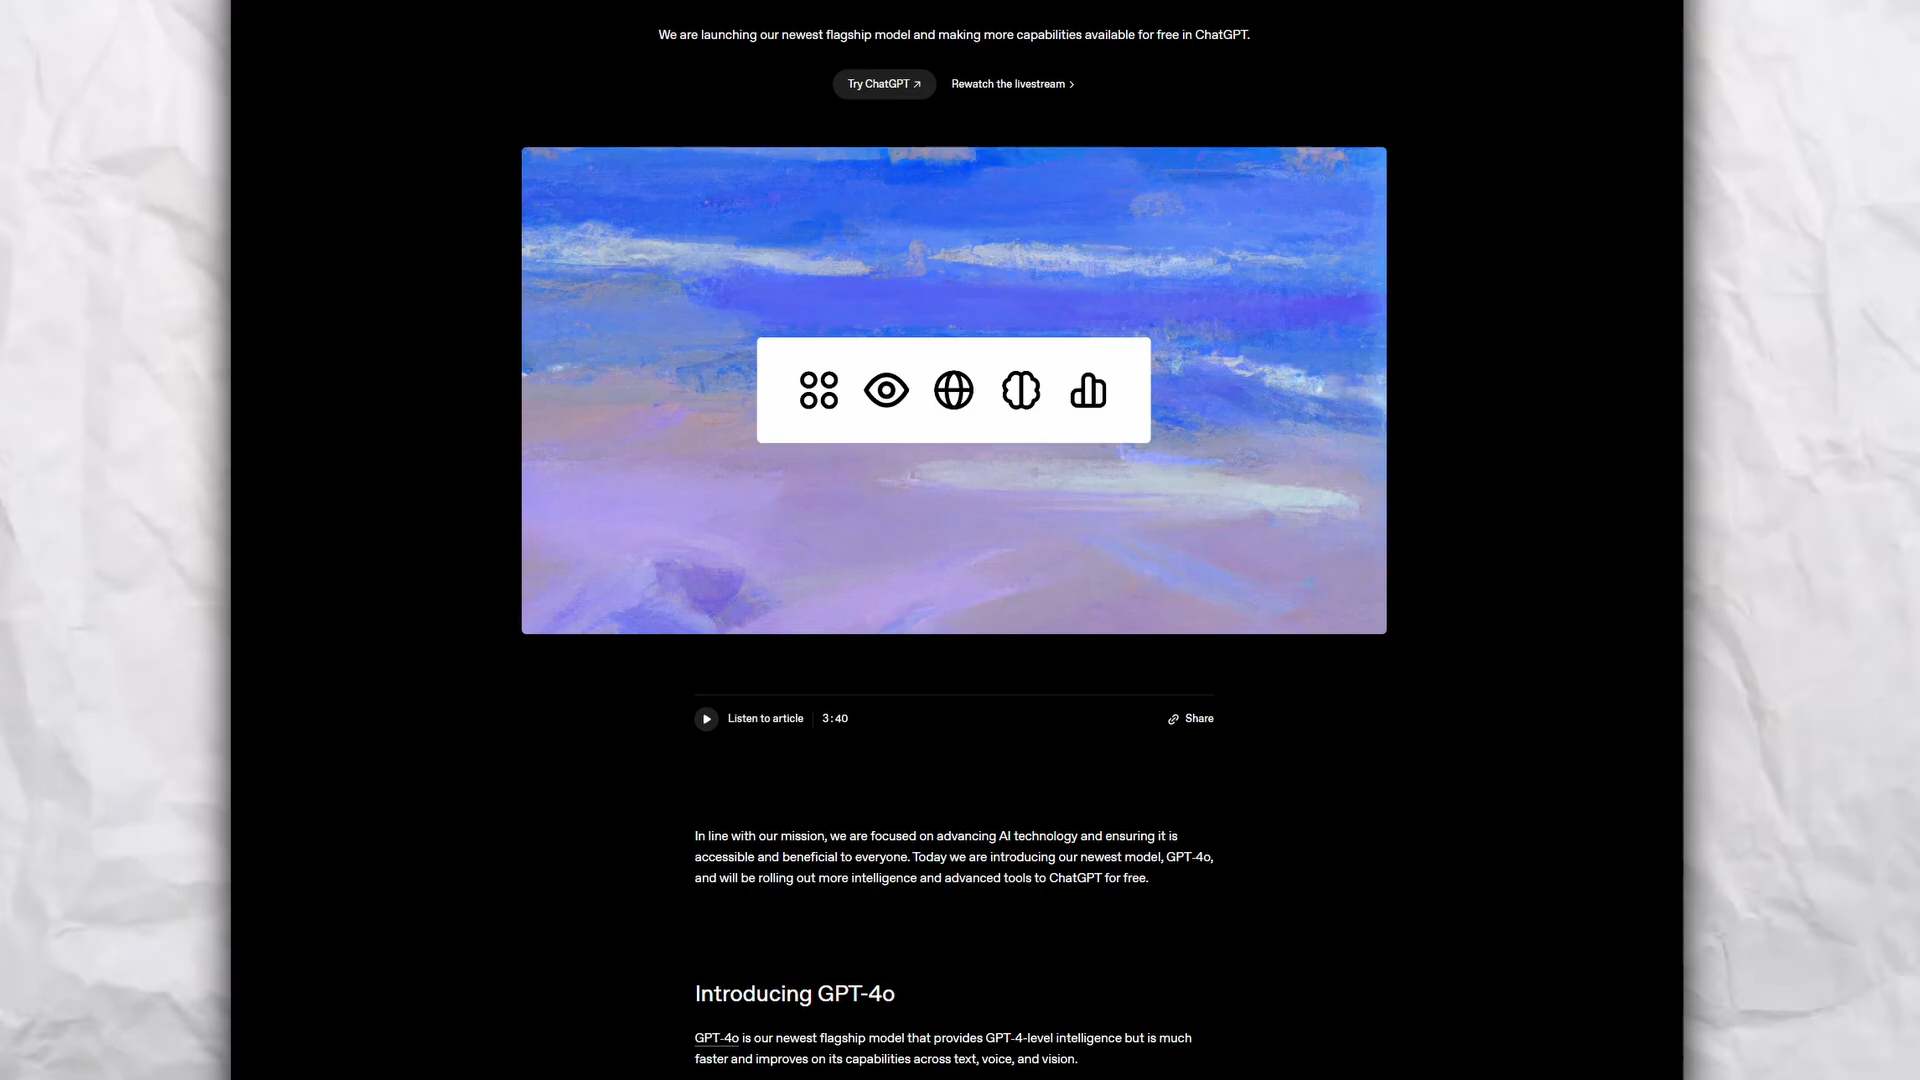 We are launching our newest flagship model and making more capabilities available for free in ChatGPT.
Try ChatGPT
Rewatch the livestream
Listen to article
3:40
Share
In line with our mission, we are focused on advancing AI technology and ensuring it is
accessible and beneficial to everyone. Today we are introducing our newest model, GPT-4o,
and will be rolling out more intelligence and advanced tools to ChatGPT for free.
Introducing GPT-4o
GPT-4o is our newest flagship model that provides GPT-4-level intelligence but is much
faster and improves on its capabilities across text, voice, and vision.